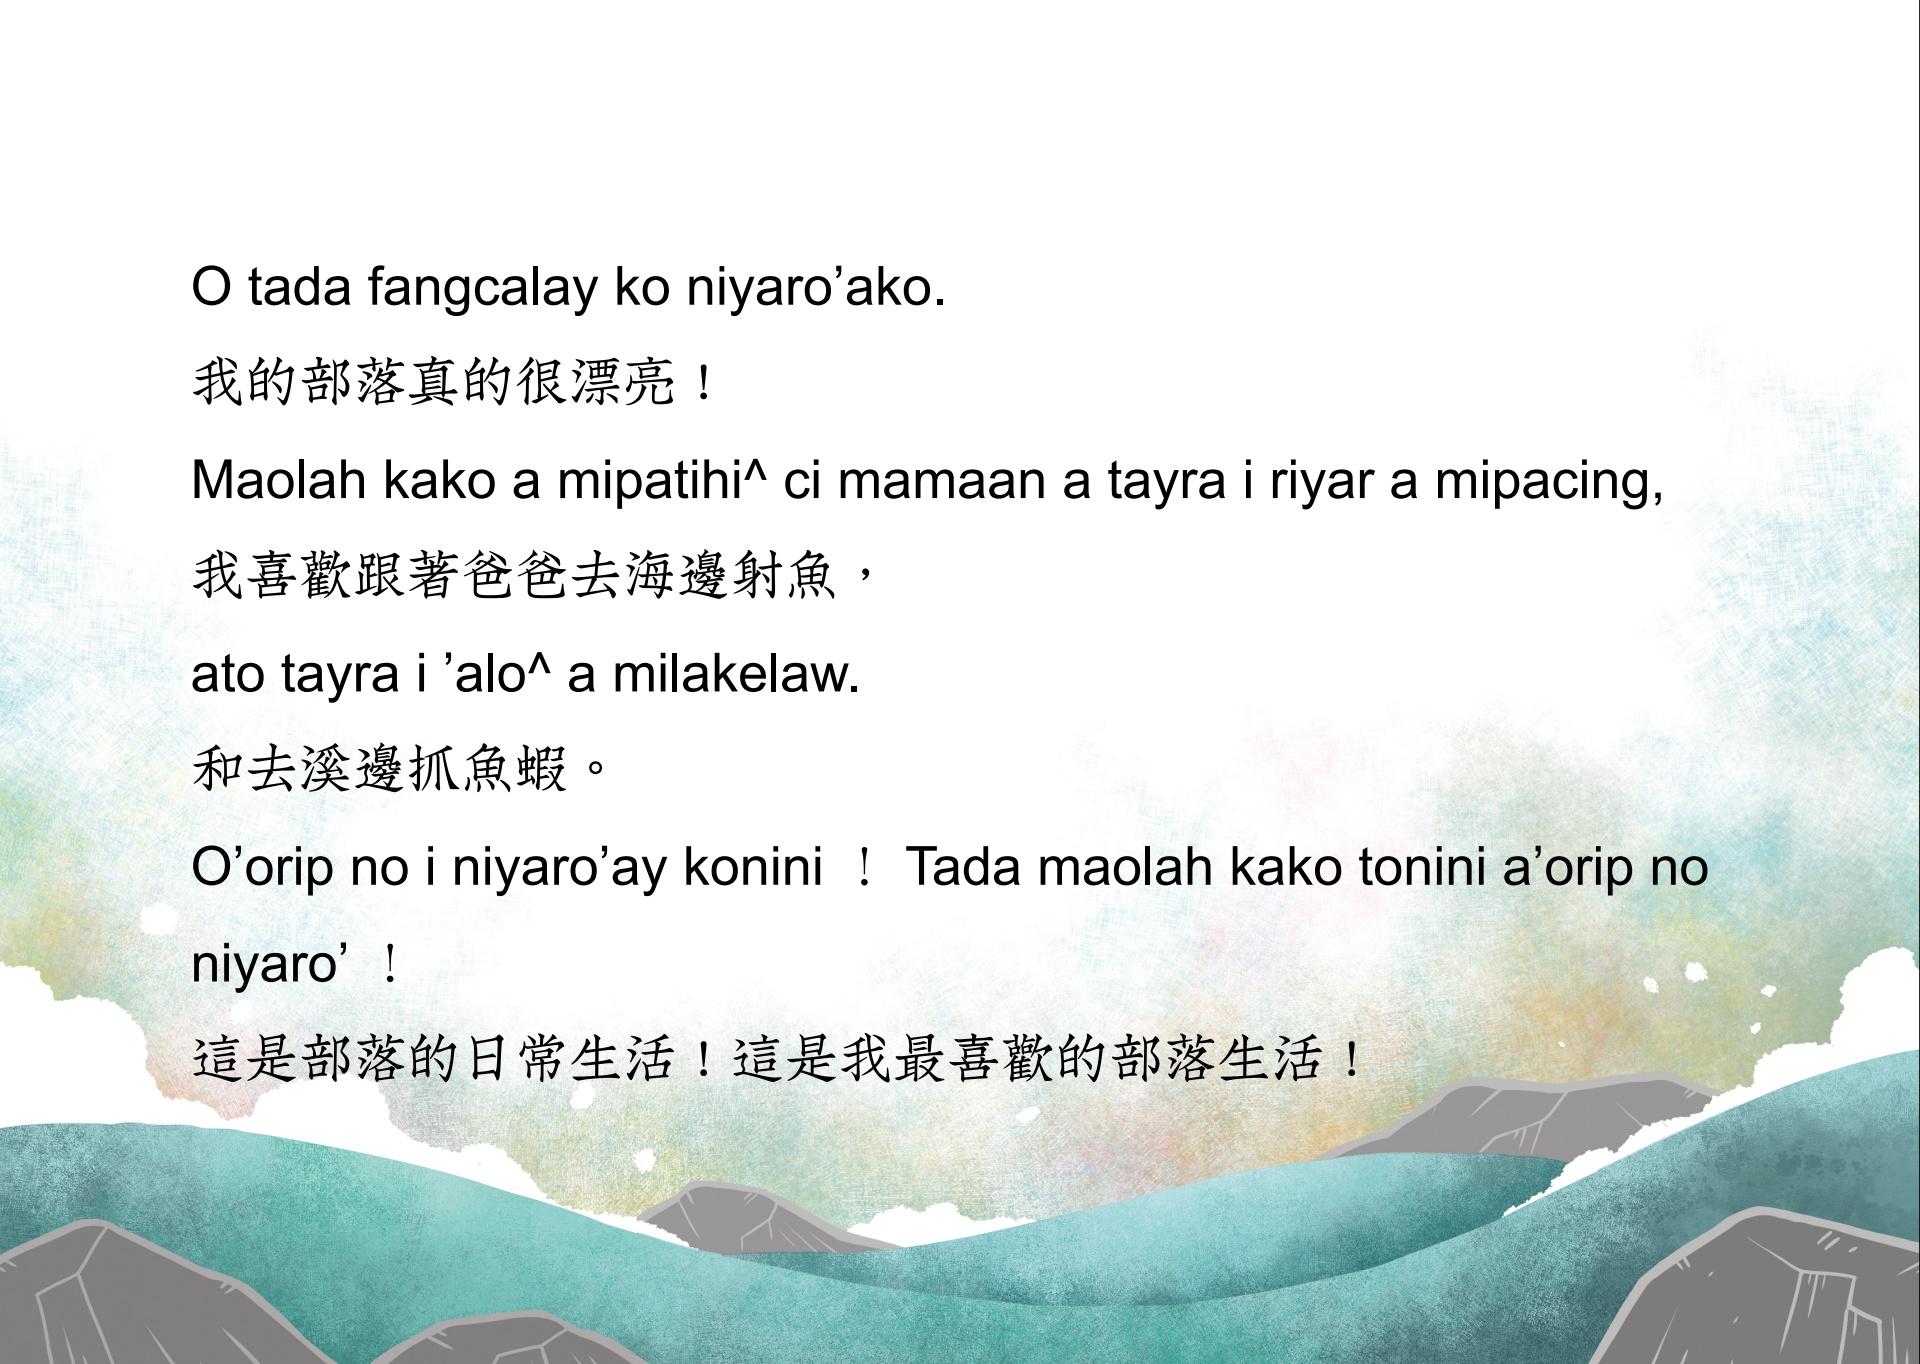 O tada fangcalay ko niyaro’ako.
我的部落真的很漂亮！
Maolah kako a mipatihi^ ci mamaan a tayra i riyar a mipacing,
我喜歡跟著爸爸去海邊射魚，
ato tayra i ’alo^ a milakelaw.
和去溪邊抓魚蝦。
O’orip no i niyaro’ay konini ！ Tada maolah kako tonini a’orip no
niyaro’ ！
這是部落的日常生活！這是我最喜歡的部落生活！